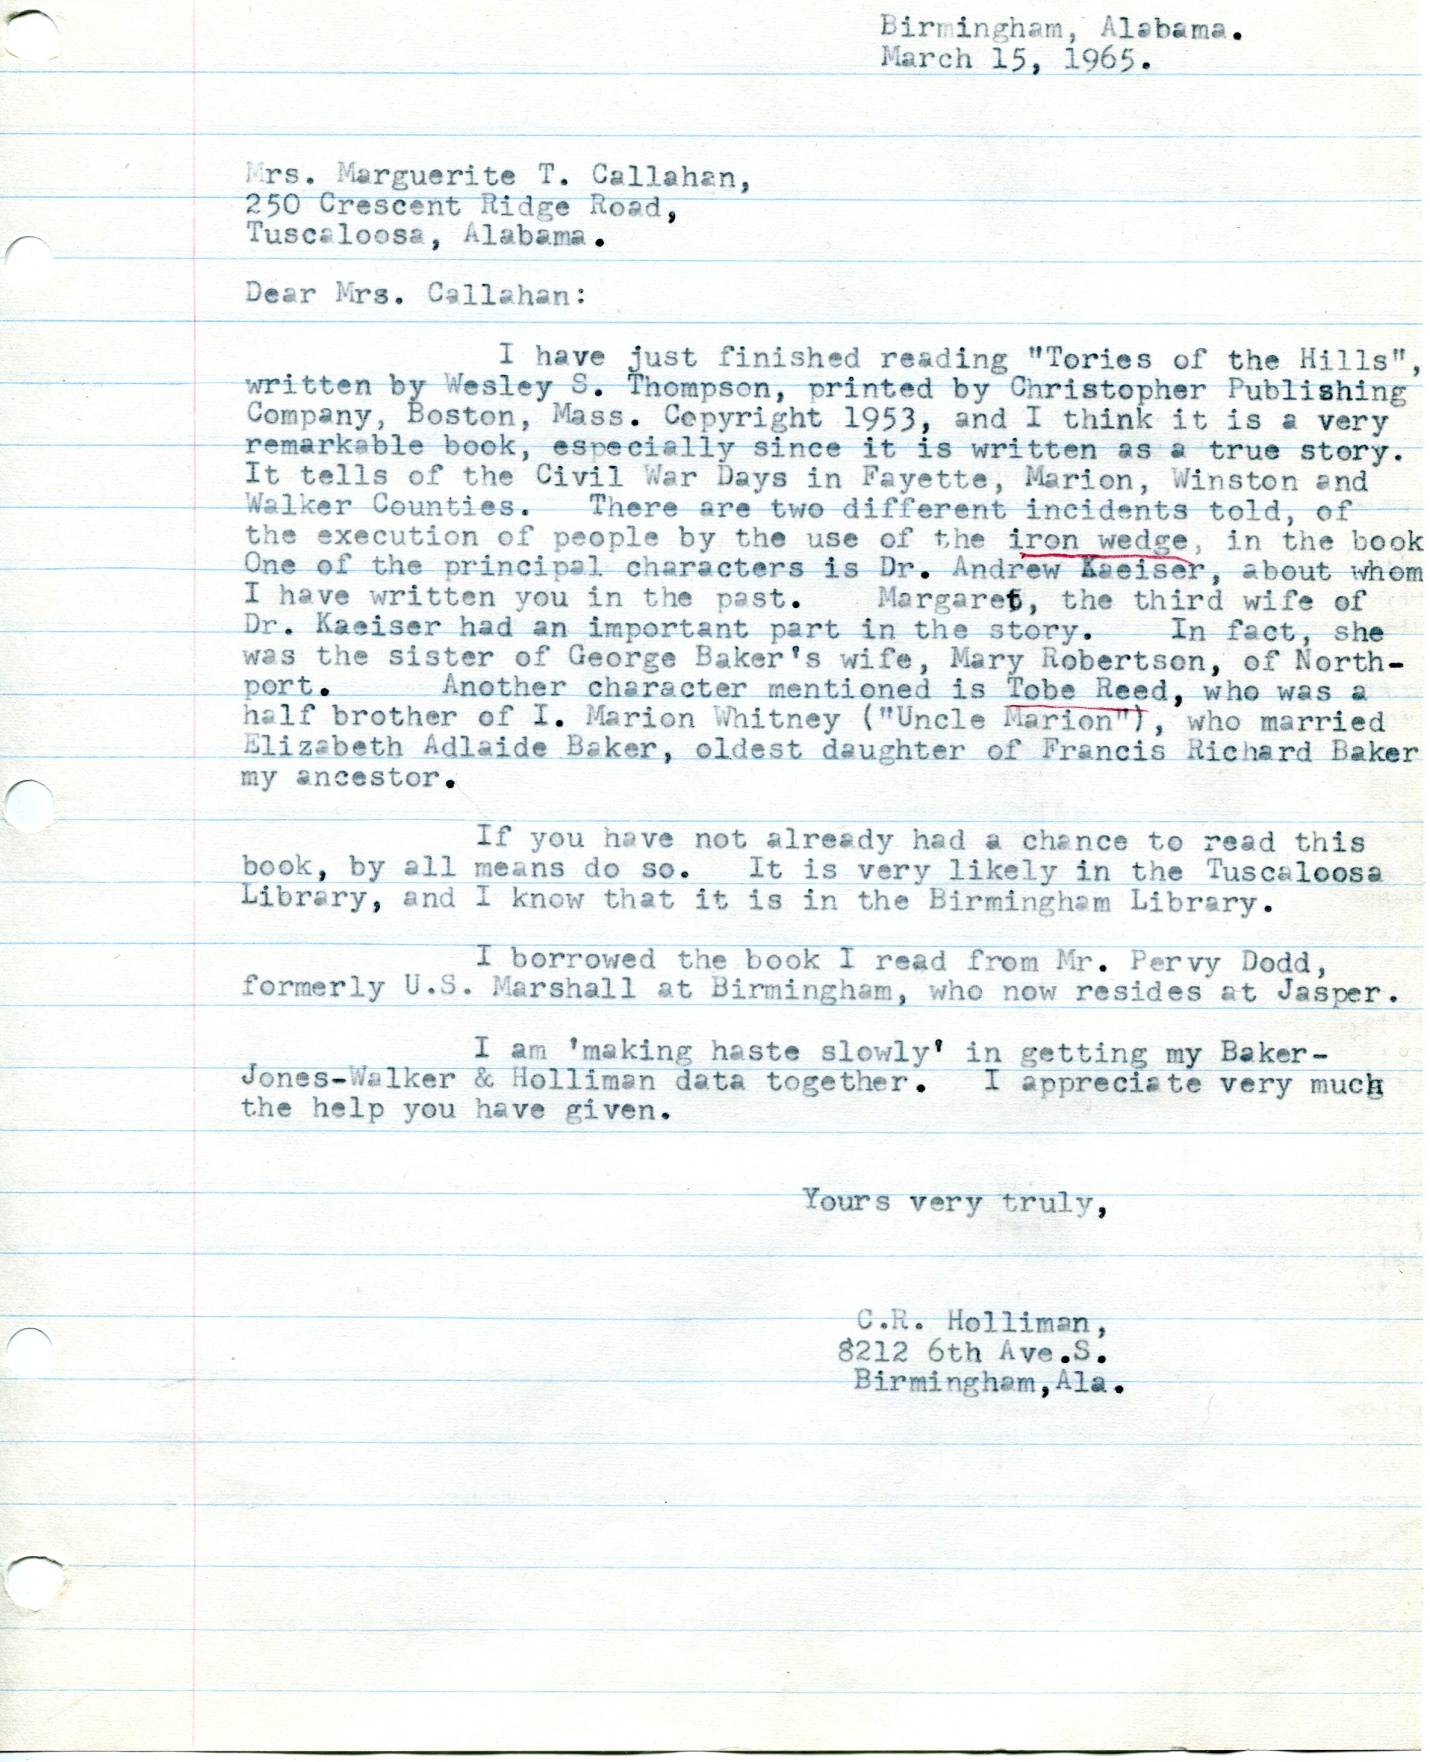 Birmingham, Alabama.
March 15, 1965.
Mrs. Marguerite T. Callahan,
250 Crescent Ridge Road,
Tuscaloosa, Alabama.
Dear Mrs. Callahan:
I have just finished reading "Tories of the Hills",
written by Wesley S. Thompson, printed by Christopher Publishing
Company, Boston, Mass. Copyright 1953, and I think it is a very
remarkable book, especially since it is written as a true story.
It tells of the Civil War Days in Fayette, Marion, Winston and
Walker Counties. There are two different incidents told, of
the execution of people by the use of the iron wedge, in the book
One of the principal characters is Dr. Andrew Kaeiser, about whom
I have written you in the past. Margaret, the third wife of
Dr. Kaeiser had an important part in the story. In fact, she
was the sister of George Baker's wife, Mary Robertson, of North-
port. Another character mentioned is Tobe Reed, who was a
half brother of I. Marion Whitney ("Uncle Marion"), who married
Elizabeth Adlaide Baker, oldest daughter of Francis Richard Baker
my ancestor.
If you have not already had a chance to read this
book, by all means do so. It is very likely in the Tuscaloosa
Library, and I know that it is in the Birmingham Library.
I borrowed the book I read from Mr. Pervy Dodd,
formerly U.S. Marshall at Birmingham, who now resides at Jasper.
I am 'making haste slowly' in getting my Baker-
Jones-Walker & Holliman data together. I appreciate very much
the help you have given.
Yours very truly,
C.R. Holliman,
8212 6th Ave.S.
Birmingham,Ala.